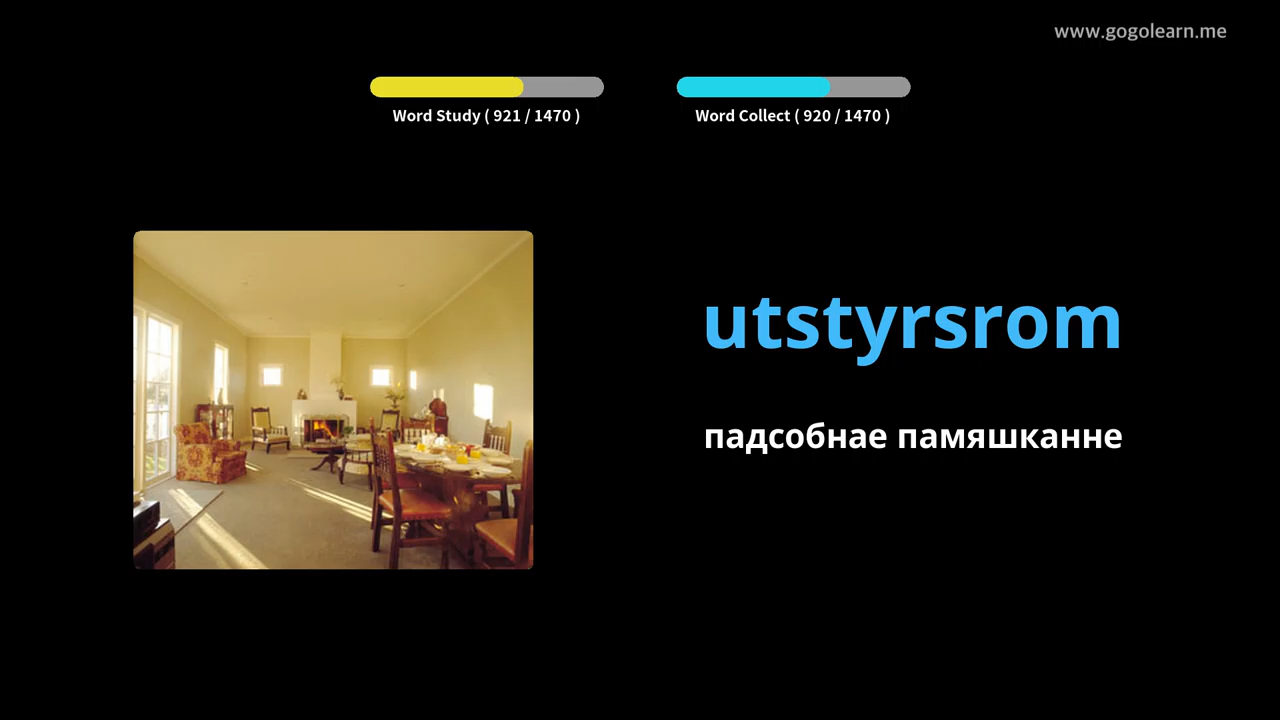 www.gogolearn.me
Word Study ( 921 / 1470 )
Word Collect ( 920 / 1470 )
utstyrsrom
падсобнае памяшканне